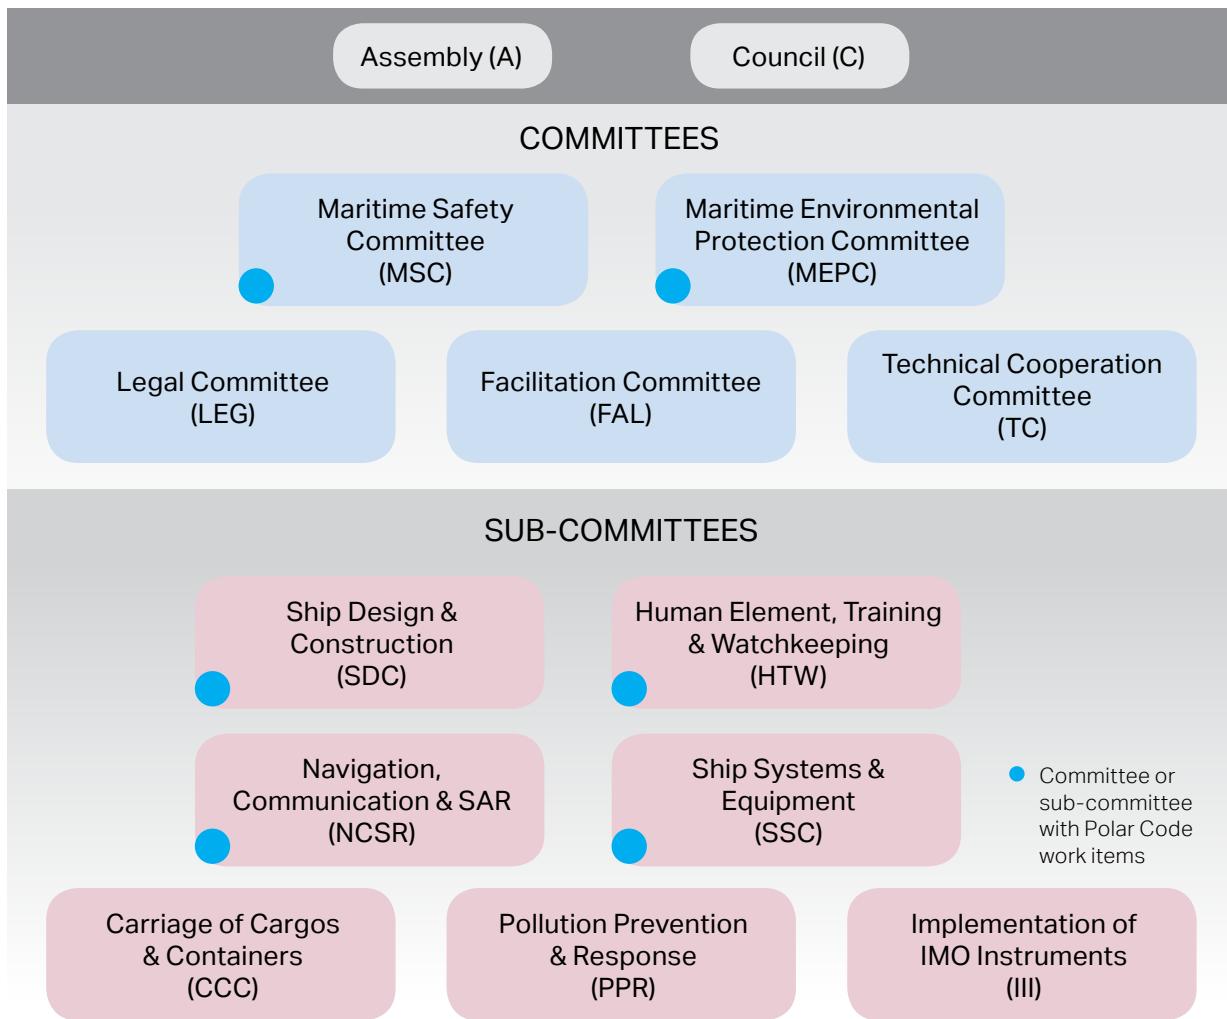 Assembly (A)
Council (C)
COMMITTEES
Maritime Safety
Committee
(MSC)
Maritime Environmental
Protection Committee
(MEPC)
Legal Committee
(LEG)
Facilitation Committee
(FAL)
Technical Cooperation
Committee
(TC)
SUB-COMMITTEES
Ship Design &
Construction
(SDC)
Human Element, Training
& Watchkeeping
(HTW)
Navigation,
Communication & SAR
(NCSR)
Ship Systems &
Equipment
(SSC)
Committee or
sub-committee
with Polar Code
work items
Carriage of Cargos
& Containers
(CCC)
Pollution Prevention
& Response
(PPR)
Implementation of
IMO Instruments
(III)